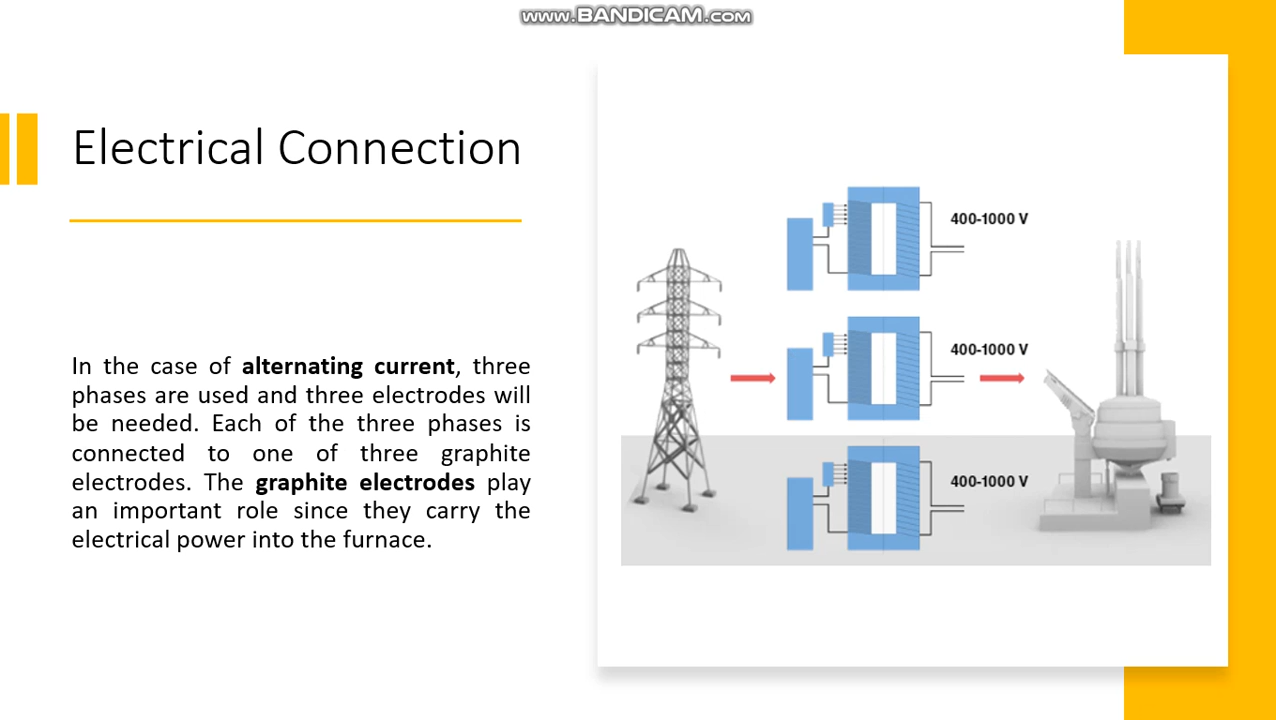 www.BANDICAM.com
Electrical Connection
In the case of alternating current, three
phases are used and three electrodes will
be needed. Each of the three phases is
connected to one of three graphite
electrodes. The graphite electrodes play
an important role since they carry the
electrical power into the furnace.
400-1000 V
400-1000 V
400-1000 V